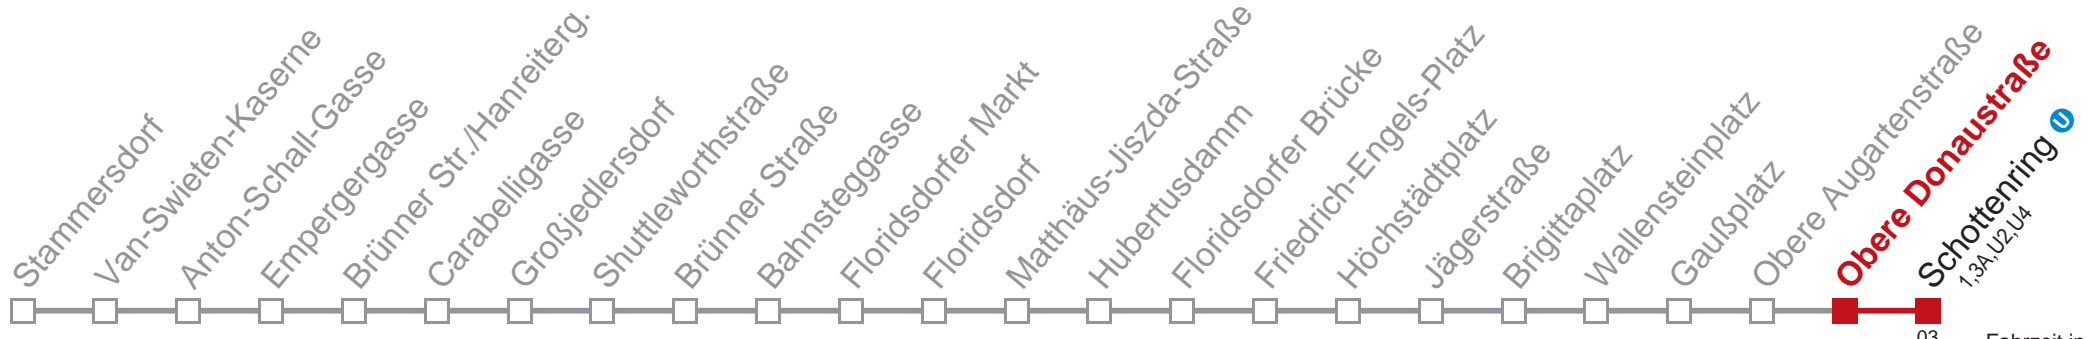 Stammersdorf
Van-Swieten-Kaserne
Anton-Schall-Gasse
Empergergasse
Brünner Str./Hanreiterg.
Carabelligasse
Großjedlersdorf
Shuttleworthstraße
Brünner Straße
Bahnsteggasse
Floridsdorfer Markt
Floridsdorf
Matthäus-Jiszda-Straße
Hubertusdamm
Floridsdorfer Brücke
Friedrich-Engels-Platz
Höchstädtplatz
Jägerstraße
Brigittaplatz
Wallensteinplatz
Gaußplatz
Obere Augartenstraße
Obere Donaustraße
Schottenring U
1,3A,U2,U4
03
Fahrzeit in